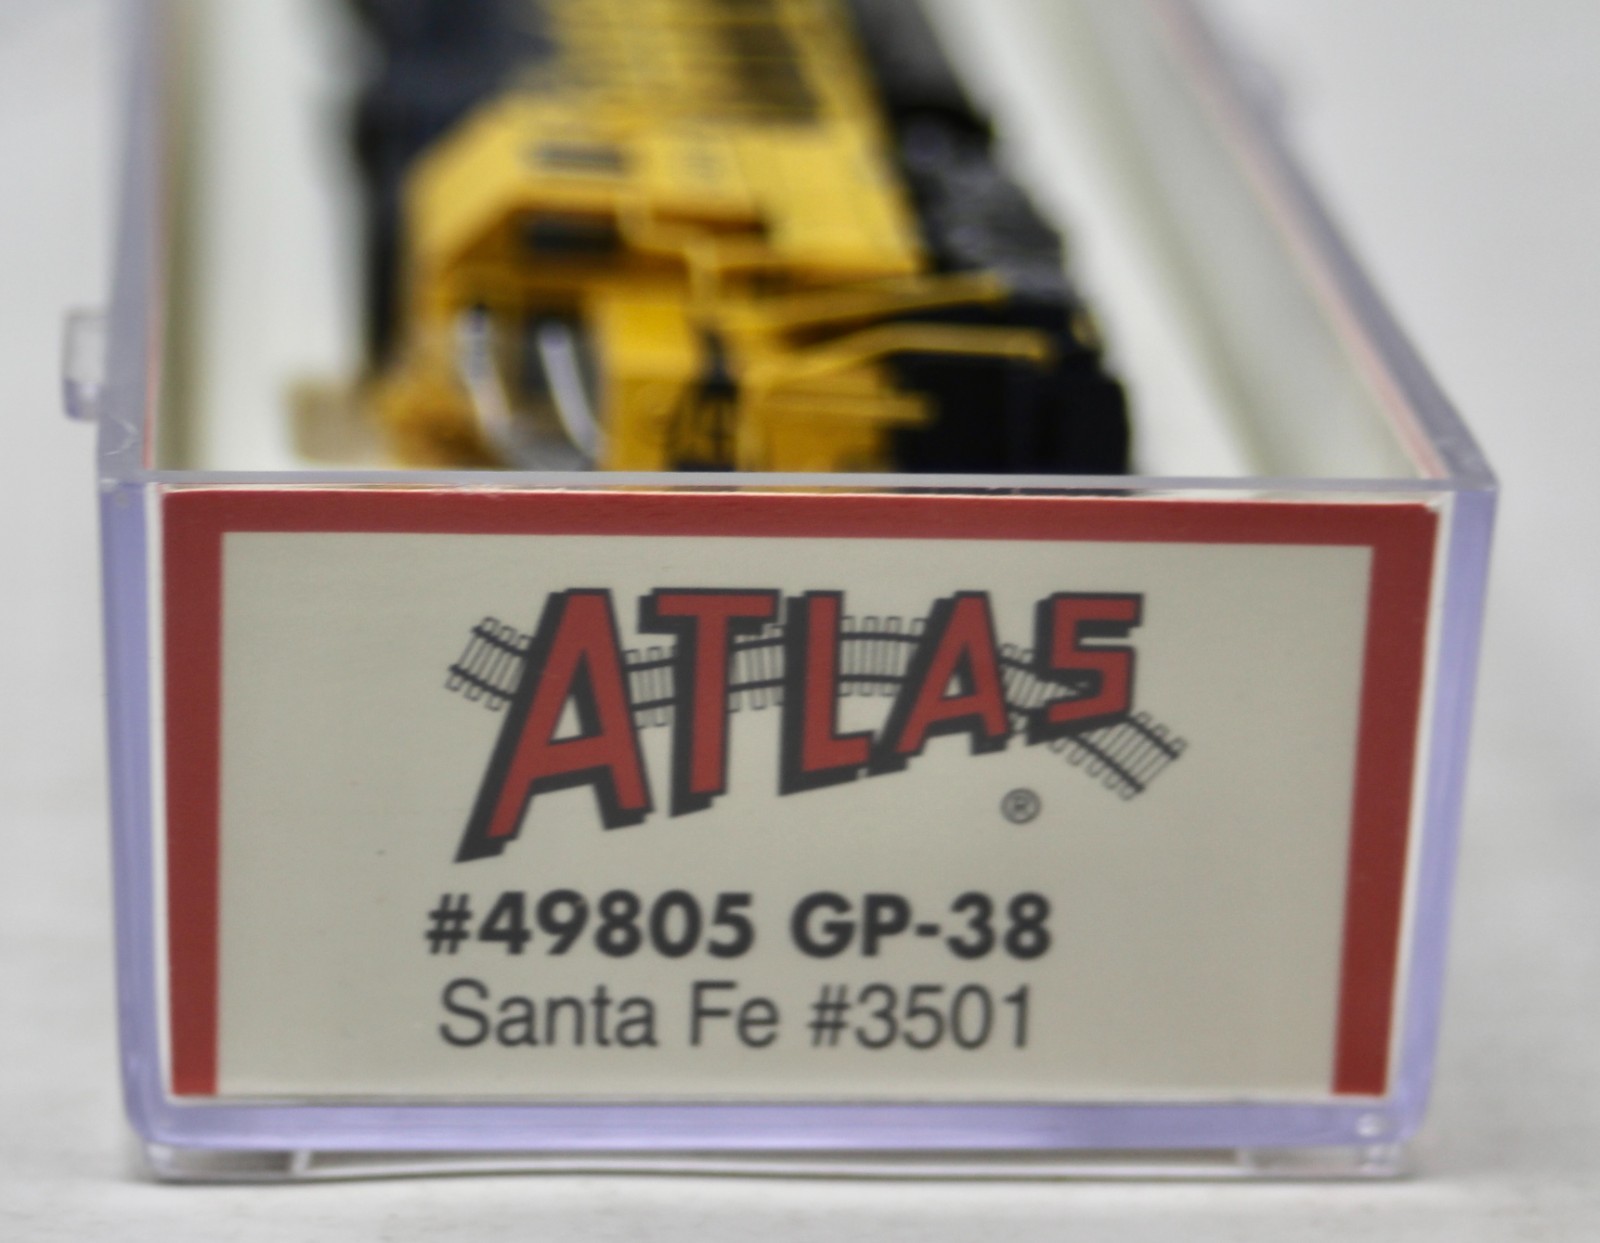 ATLAS
®
#49805 GP-38
Santa Fe #3501